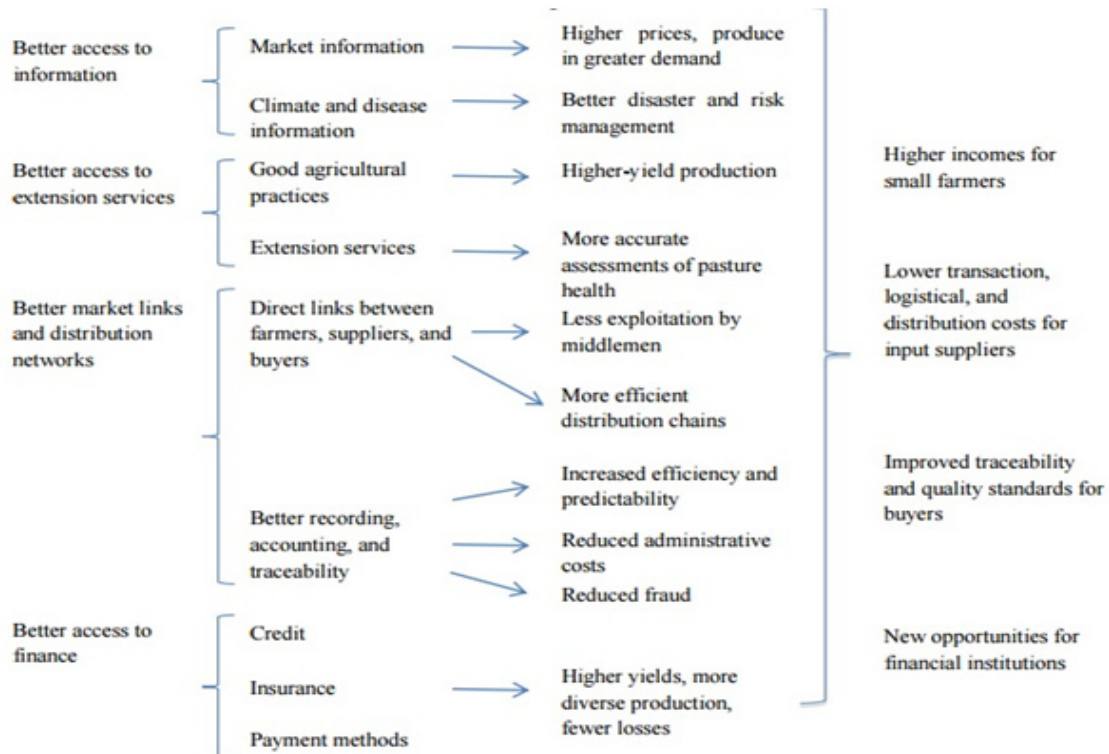 Better access to
information
Market information
Higher prices, produce
in greater demand
Climate and disease
information
Better disaster and risk
management
Better access to
extension services
Good agricultural
practices
Higher-yield production
Extension services
More accurate
assessments of pasture
health
Better market links
and distribution
networks
Direct links between
farmers, suppliers, and
buyers
Less exploitation by
middlemen
More efficient
distribution chains
Better recording,
accounting, and
traceability
Increased efficiency and
predictability
Reduced administrative
costs
Reduced fraud
Better access to
finance
Credit
Insurance
Higher yields, more
diverse production,
fewer losses
Payment methods
Higher incomes for
small farmers
Lower transaction,
logistical, and
distribution costs for
input suppliers
Improved traceability
and quality standards for
buyers
New opportunities for
financial institutions